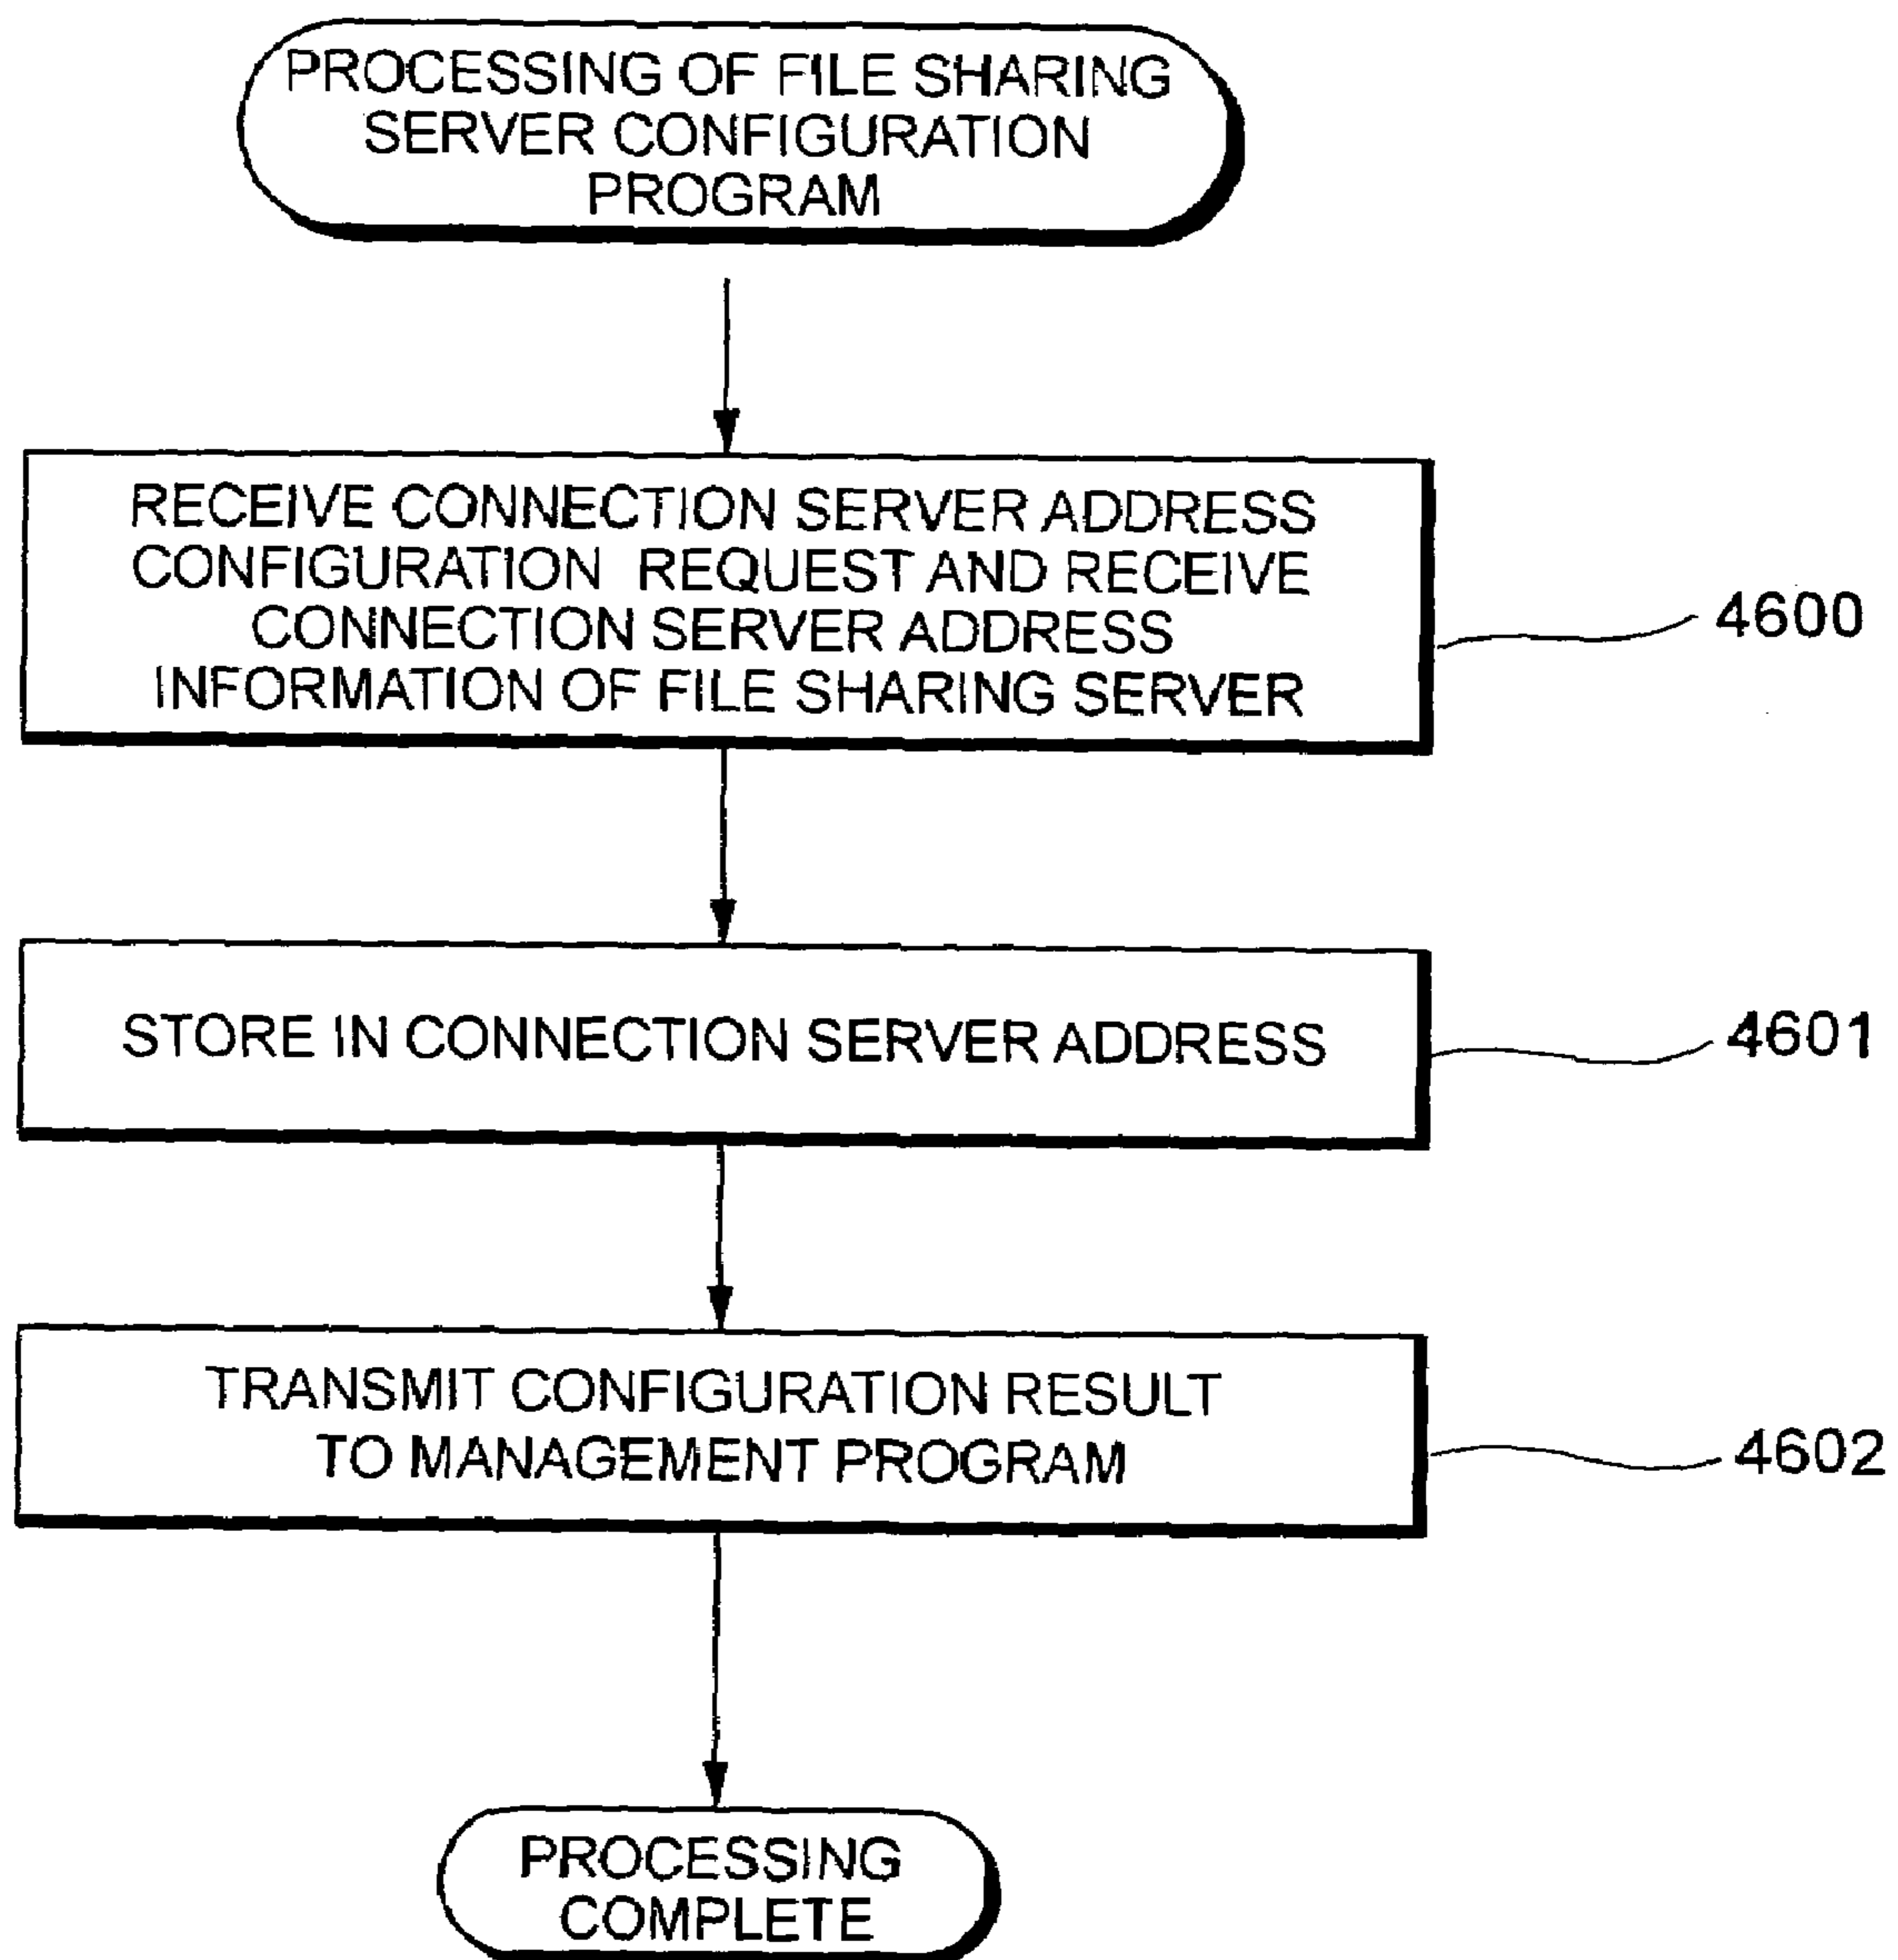 PROCESSING OF FILE SHARING
SERVER CONFIGURATION
PROGRAM
RECEIVE CONNECTION SERVER ADDRESS
CONFIGURATION REQUEST AND RECEIVE
CONNECTION SERVER ADDRESS
INFORMATION OF FILE SHARING SERVER
4600
STORE IN CONNECTION SERVER ADDRESS
4601
TRANSMIT CONFIGURATION RESULT
TO MANAGEMENT PROGRAM
4602
PROCESSING
COMPLETE